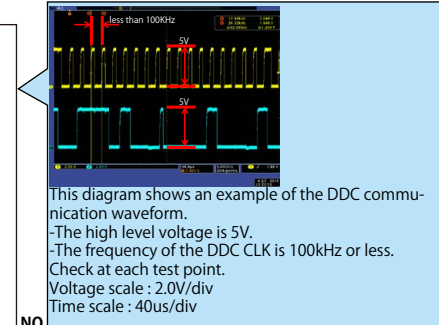 less than 100KHz
5V
5V
This diagram shows an example of the DDC commu-
nication waveform.
-The high level voltage is 5V.
-The frequency of the DDC CLK is 100kHz or less.
Check at each test point.
Voltage scale : 2.0V/div
Time scale : 40us/div
NO